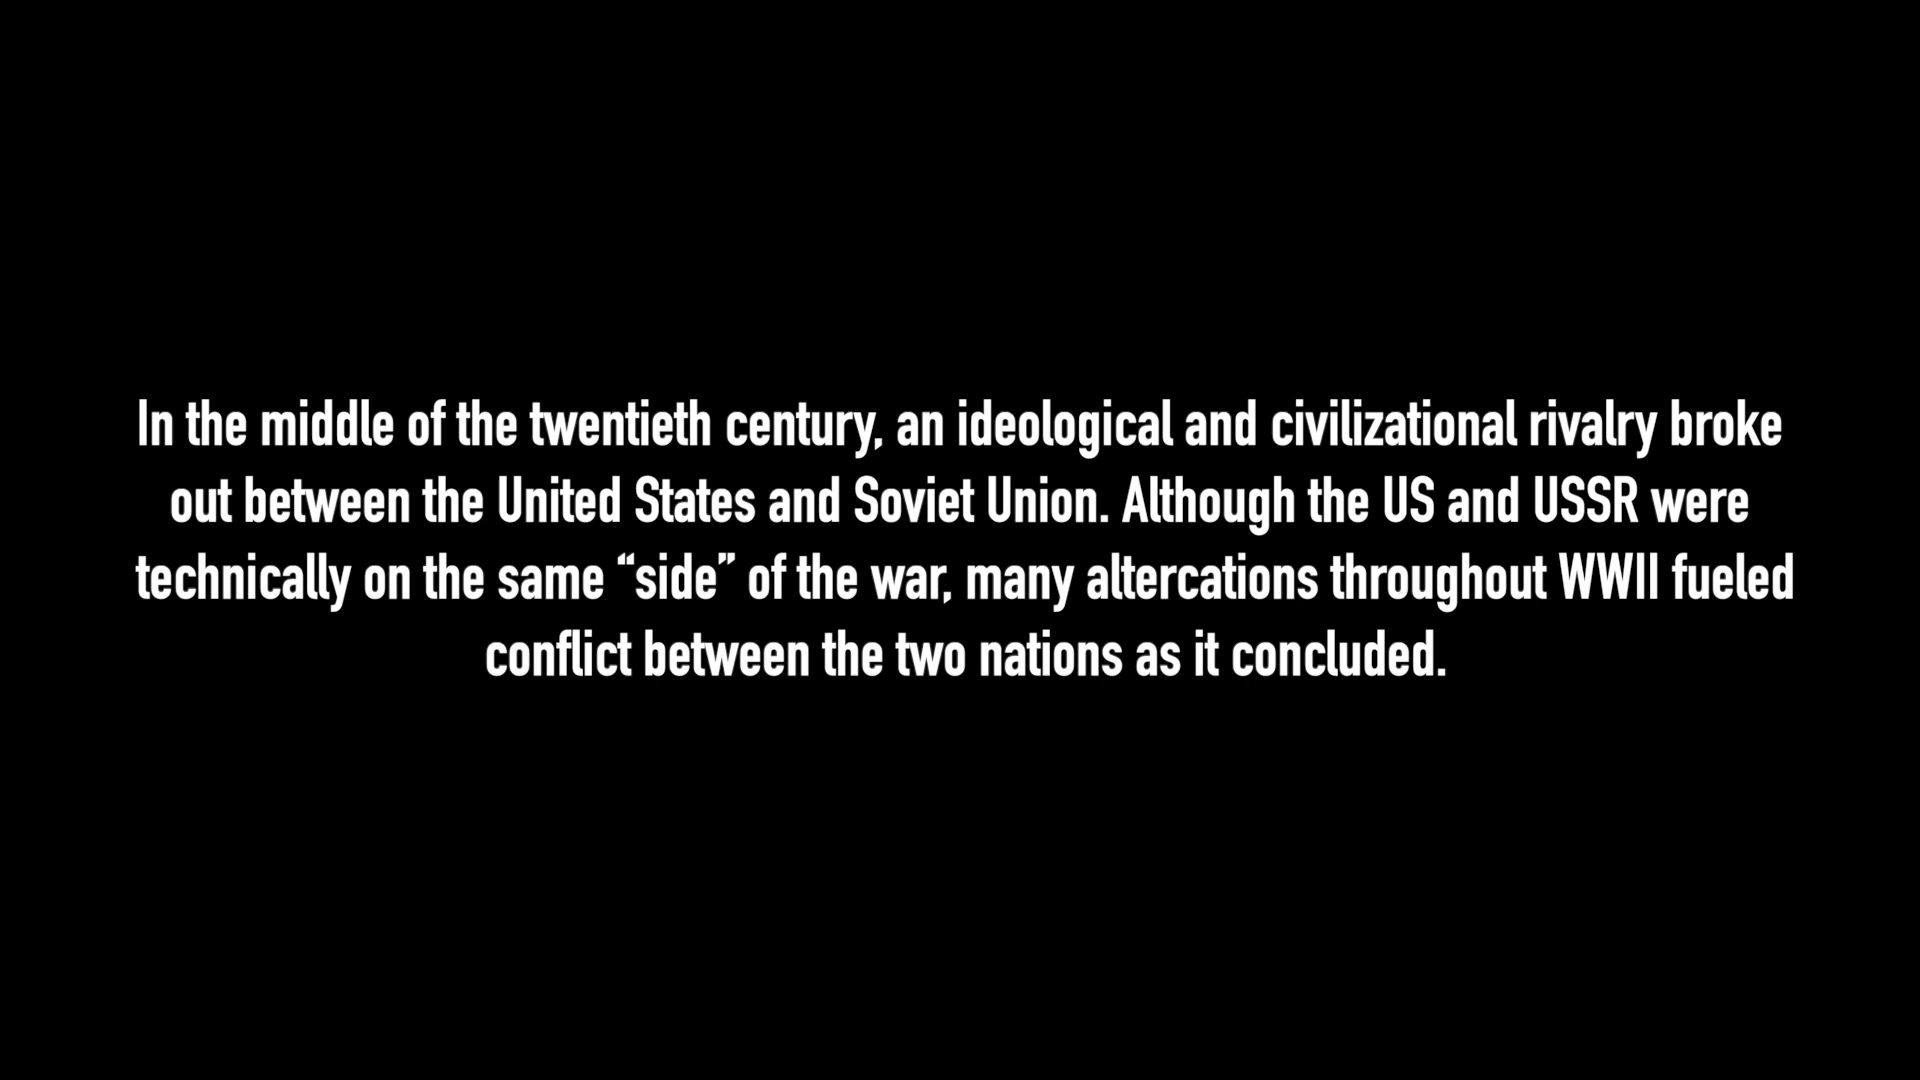 In the middle of the twentieth century, an ideological and civilizational rivalry broke
out between the United States and Soviet Union. Although the US and USSR were
technically on the same “side” of the war, many altercations throughout WWII fueled
conflict between the two nations as it concluded.